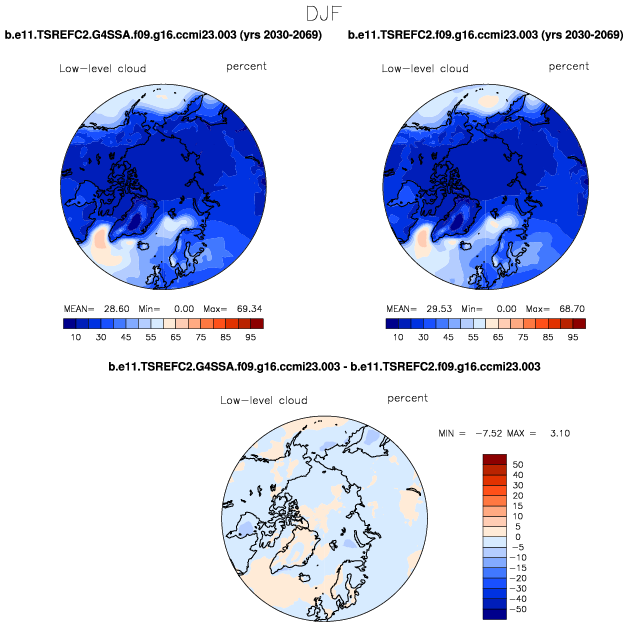 DJF
b.e11.TSREFC2.G4SSA.f09.g16.ccmi23.003 (yrs 2030-2069)
b.e11.TSREFC2.f09.g16.ccmi23.003 (yrs 2030-2069)
Low-level cloud percent
Low-level cloud percent
MEAN= 28.60 Min= 0.00 Max= 69.34
MEAN= 29.53 Min= 0.00 Max= 68.70
10 30 45 55 65 75 85 95
10 30 45 55 65 75 85 95
b.e11.TSREFC2.G4SSA.f09.g16.ccmi23.003 - b.e11.TSREFC2.f09.g16.ccmi23.003
Low-level cloud percent
MIN = -7.52 MAX = 3.10
50
40
30
20
15
10
5
0
-5
-10
-15
-20
-30
-40
-50